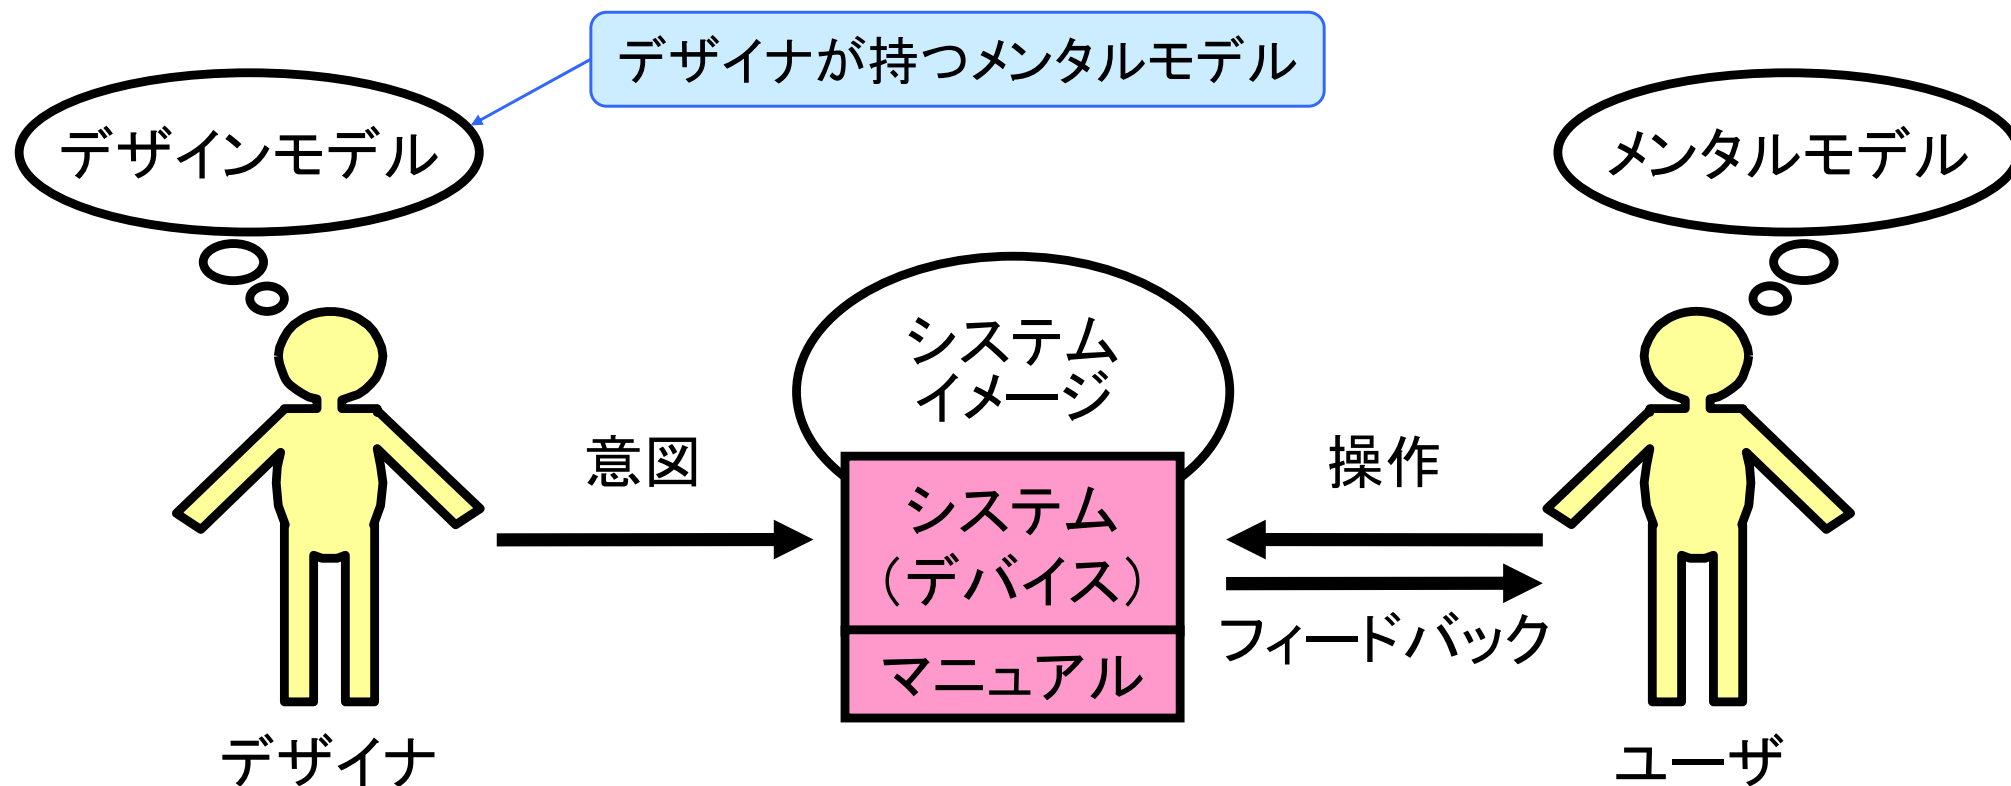 デザイナが持つメンタルモデル
デザインモデル
メンタルモデル
システム
イメージ
意図
操作
システム
（デバイス）
フィードバック
マニュアル
デザイナ
ユーザ